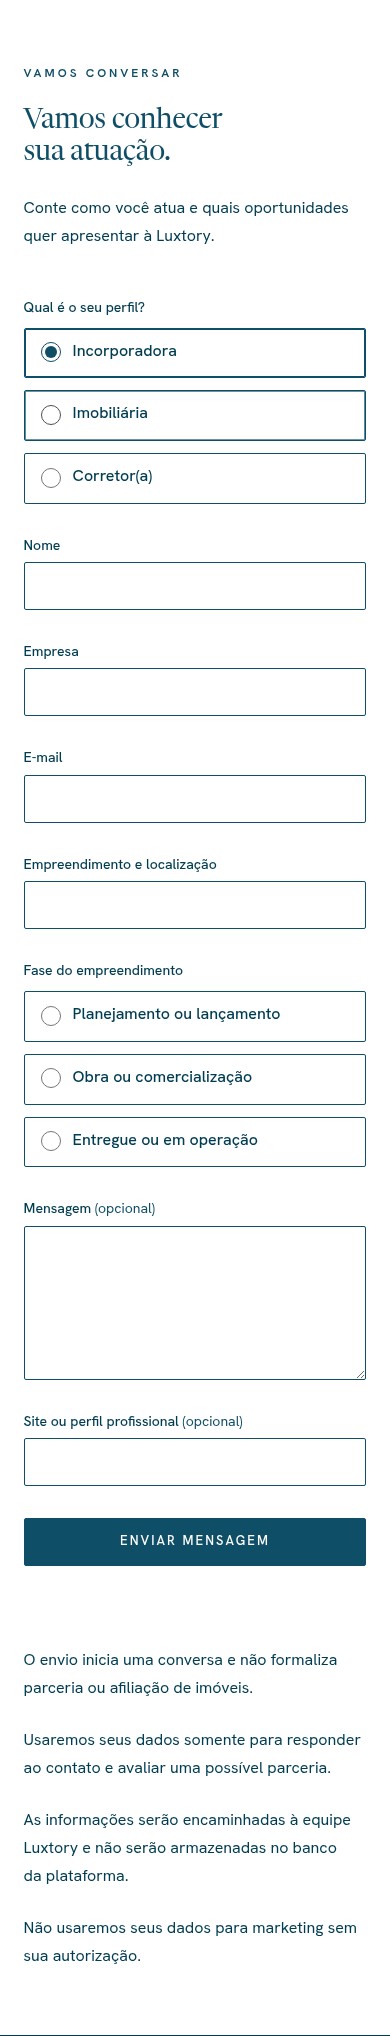 VAMOS CONVERSAR
Vamos conhecer
sua atuação.
Conte como você atua e quais oportunidades
quer apresentar à Luxtory.
Qual é o seu perfil?
Incorporadora
Imobiliária
Corretor(a)
Nome
Empresa
E-mail
Empreendimento e localização
Fase do empreendimento
Planejamento ou lançamento
Obra ou comercialização
Entregue ou em operação
Mensagem (opcional)
Site ou perfil profissional (opcional)
ENVIAR MENSAGEM
O envio inicia uma conversa e não formaliza
parceria ou afiliação de imóveis.
Usaremos seus dados somente para responder
ao contato e avaliar uma possível parceria.
As informações serão encaminhadas à equipe
Luxtory e não serão armazenadas no banco
da plataforma.
Não usaremos seus dados para marketing sem
sua autorização.